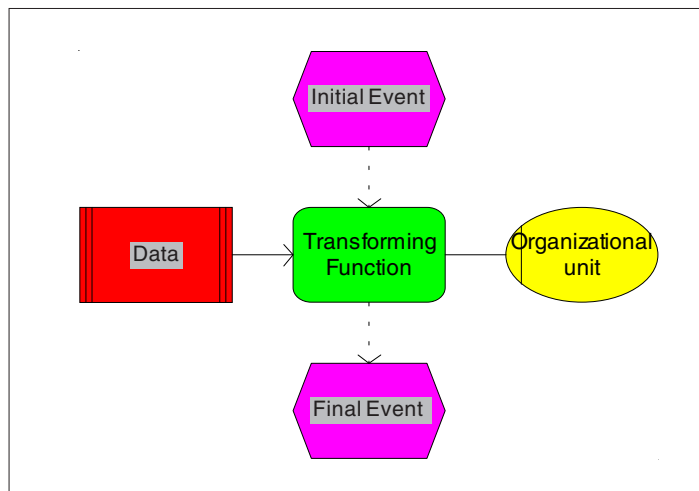 Initial Event
Data
Transforming
Function
Organizational
unit
Final Event